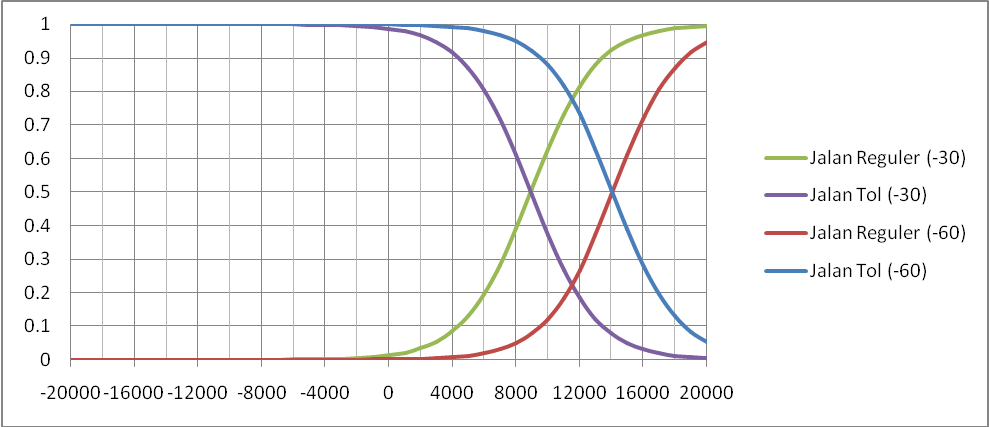 1
0.9
0.8
0.7
0.6
0.5
0.4
0.3
0.2
0.1
0
-20000 -16000 -12000 -8000 -4000 0 4000 8000 12000 16000 20000
Jalan Reguler (-30)
Jalan Tol (-30)
Jalan Reguler (-60)
Jalan Tol (-60)